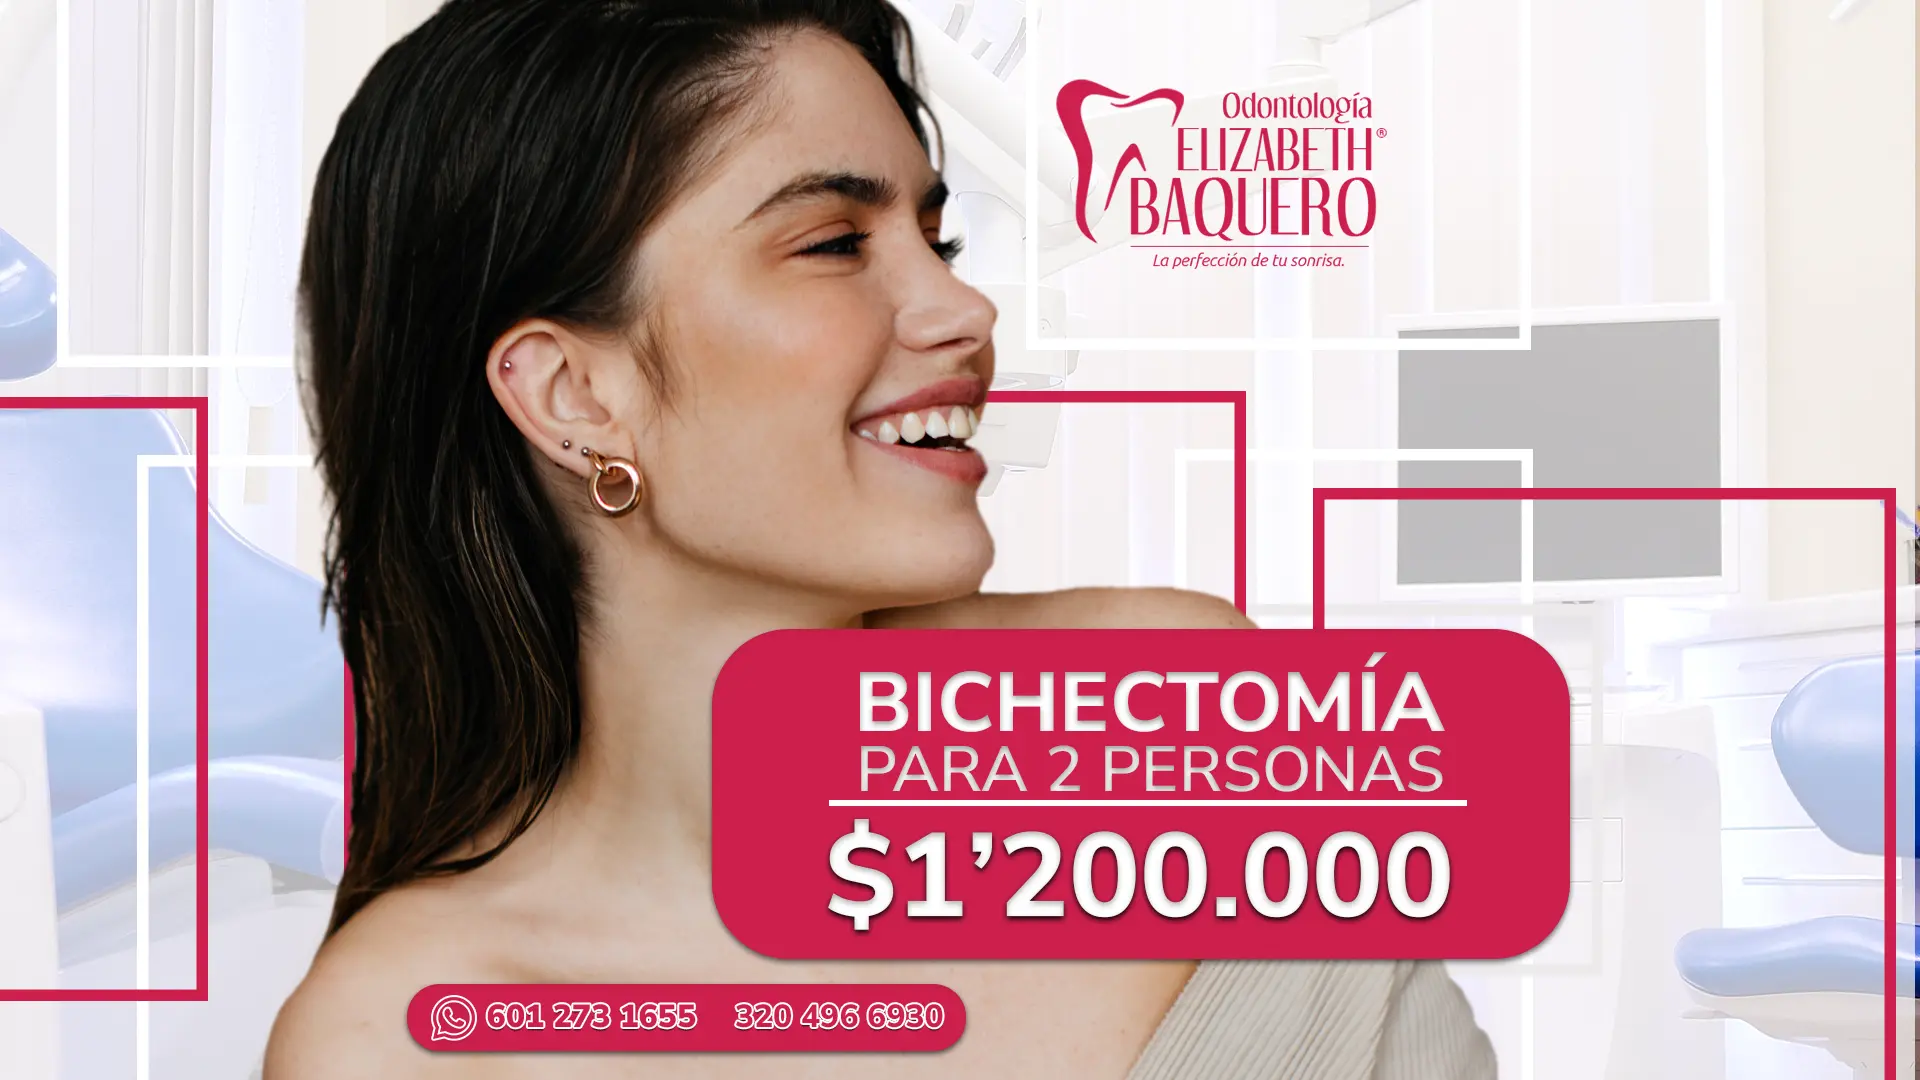 Odontología
ELIZABETH®
BAQUERO
La perfección de tu sonrisa.
BICHECTOMÍA
PARA 2 PERSONAS
$1’200.000
601 273 1655 320 496 6930